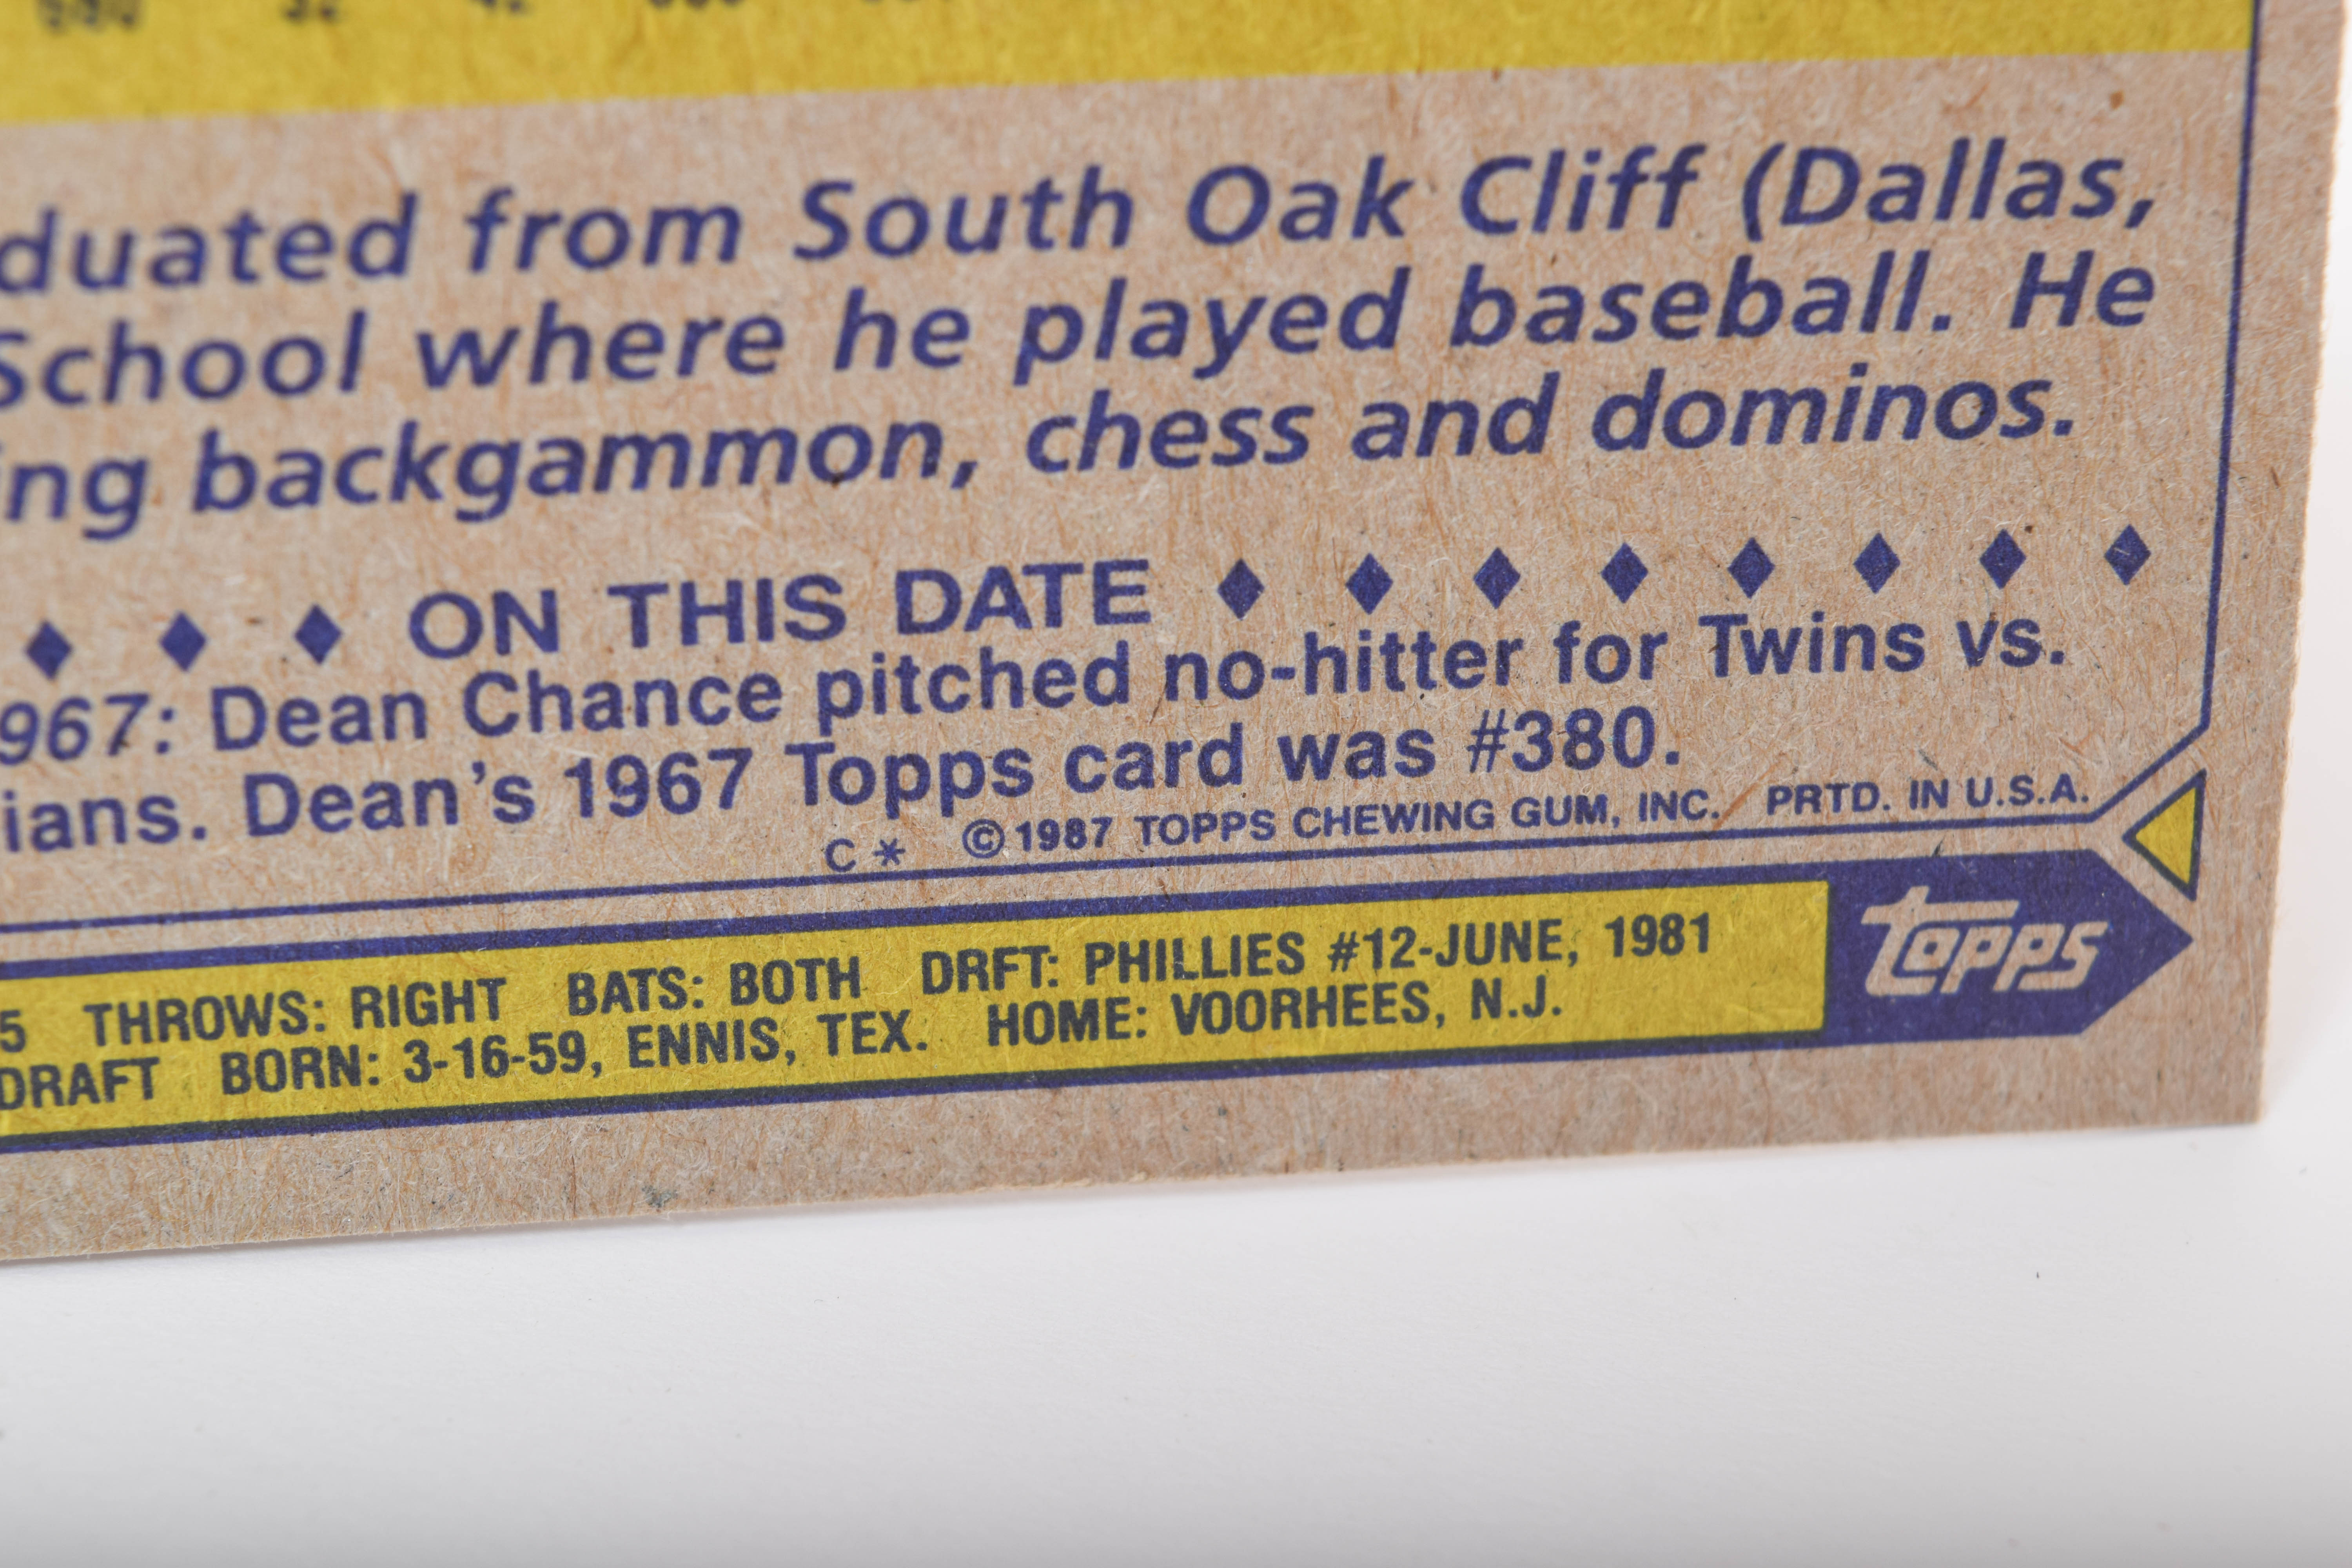 duated from South Oak Cliff (Dallas,
School where he played baseball. He
ing backgammon, chess and dominos.
♦ ♦ ♦ ON THIS DATE ♦ ♦ ♦ ♦ ♦ ♦ ♦ ♦
967: Dean Chance pitched no-hitter for Twins vs.
ians. Dean's 1967 Topps card was #380.
C * © 1987 TOPPS CHEWING GUM, INC. PRTD. IN U.S.A.
5 THROWS: RIGHT BATS: BOTH DRFT: PHILLIES #12-JUNE, 1981
DRAFT BORN: 3-16-59, ENNIS, TEX. HOME: VOORHEES, N.J.
topps